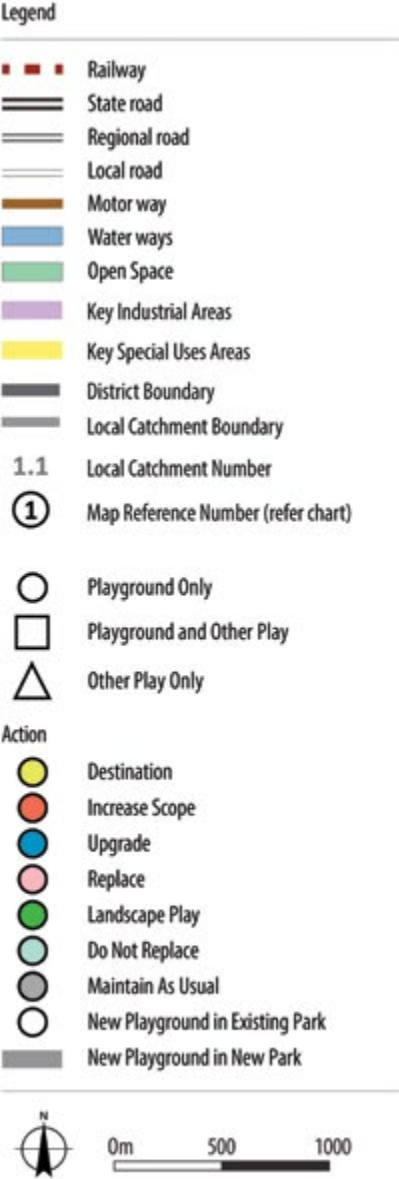 Legend
Railway
State road
Regional road
Local road
Motor way
Water ways
Open Space
Key Industrial Areas
Key Special Uses Areas
District Boundary
Local Catchment Boundary
1.1 Local Catchment Number
1 Map Reference Number (refer chart)
Playground Only
Playground and Other Play
Other Play Only
Action
Destination
Increase Scope
Upgrade
Replace
Landscape Play
Do Not Replace
Maintain As Usual
New Playground in Existing Park
New Playground in New Park
N
0m 500 1000